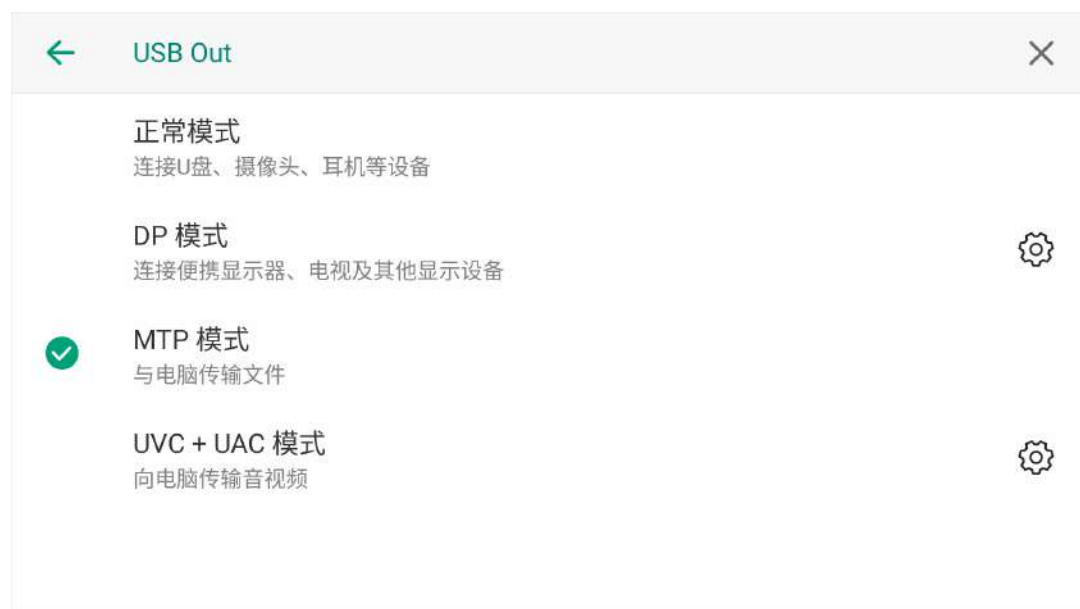 USB Out
正常模式
连接U盘、摄像头、耳机等设备
DP 模式
连接便携显示器、电视及其他显示设备
MTP 模式
与电脑传输文件
UVC + UAC 模式
向电脑传输音视频